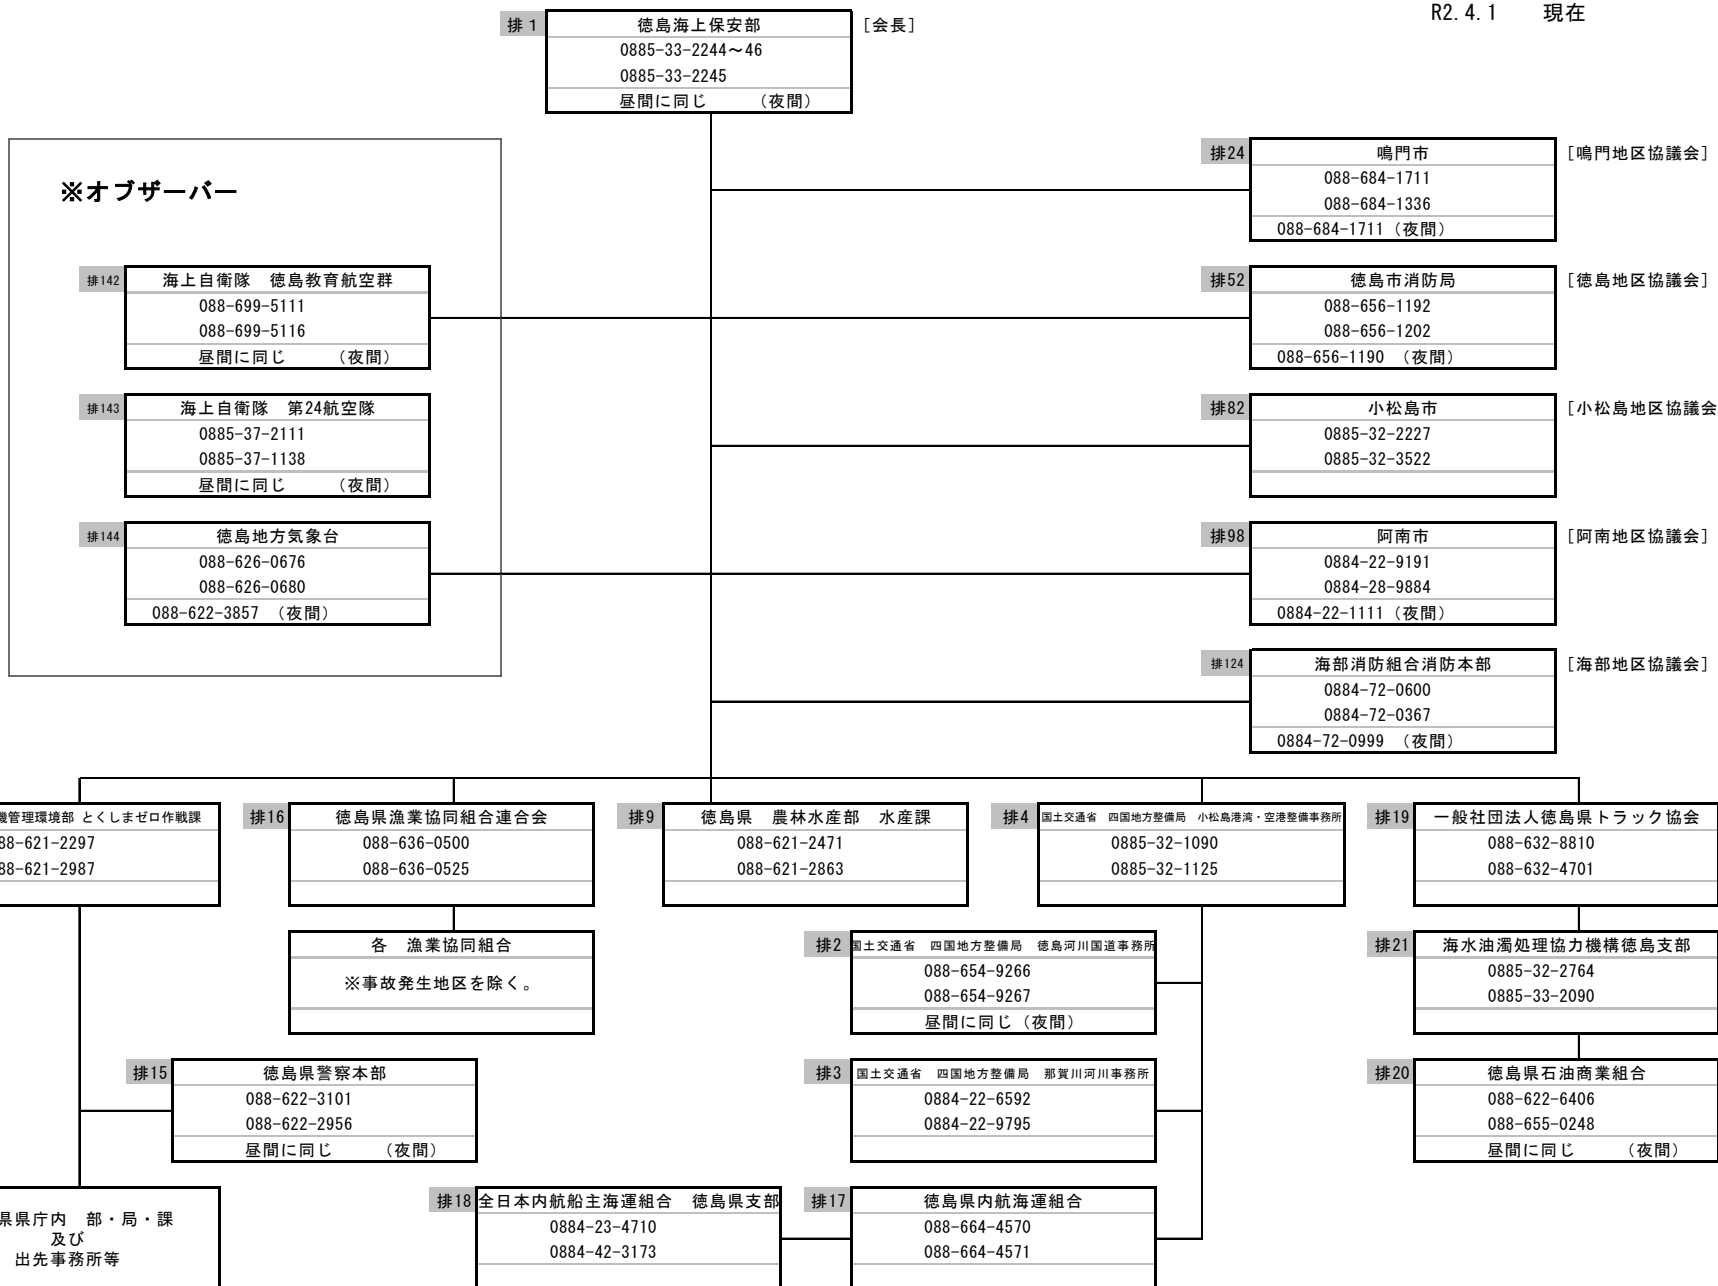 R2.4.1　現在
排1 徳島海上保安部 [会長]
0885-33-2244～46
0885-33-2245
昼間に同じ　（夜間）
※オブザーバー
排142 海上自衛隊　徳島教育航空群
088-699-5111
088-699-5116
昼間に同じ　（夜間）
排143 海上自衛隊　第24航空隊
0885-37-2111
0885-37-1138
昼間に同じ　（夜間）
排144 徳島地方気象台
088-626-0676
088-626-0680
088-622-3857　（夜間）
排24 鳴門市 [鳴門地区協議会]
088-684-1711
088-684-1336
088-684-1711（夜間）
排52 徳島市消防局 [徳島地区協議会]
088-656-1192
088-656-1202
088-656-1190　（夜間）
排82 小松島市 [小松島地区協議会
0885-32-2227
0885-32-3522
排98 阿南市 [阿南地区協議会]
0884-22-9191
0884-28-9884
0884-22-1111（夜間）
排124 海部消防組合消防本部 [海部地区協議会]
0884-72-0600
0884-72-0367
0884-72-0999　（夜間）
機管理環境部 とくしまゼロ作戦課
88-621-2297
88-621-2987
排16 徳島県漁業協同組合連合会
088-636-0500
088-636-0525
排9 徳島県　農林水産部　水産課
088-621-2471
088-621-2863
排4 国土交通省　四国地方整備局　小松島港湾・空港整備事務所
0885-32-1090
0885-32-1125
排19 一般社団法人徳島県トラック協会
088-632-8810
088-632-4701
各　漁業協同組合
※事故発生地区を除く。
排2 国土交通省　四国地方整備局　徳島河川国道事務所
088-654-9266
088-654-9267
昼間に同じ（夜間）
排21 海水油濁処理協力機構徳島支部
0885-32-2764
0885-33-2090
排15 徳島県警察本部
088-622-3101
088-622-2956
昼間に同じ　（夜間）
排3 国土交通省　四国地方整備局　那賀川河川事務所
0884-22-6592
0884-22-9795
排20 徳島県石油商業組合
088-622-6406
088-655-0248
昼間に同じ　（夜間）
県県庁内　部・局・課
及び
出先事務所等
排18 全日本内航船主海運組合　徳島県支部
0884-23-4710
0884-42-3173
排17 徳島県内航海運組合
088-664-4570
088-664-4571